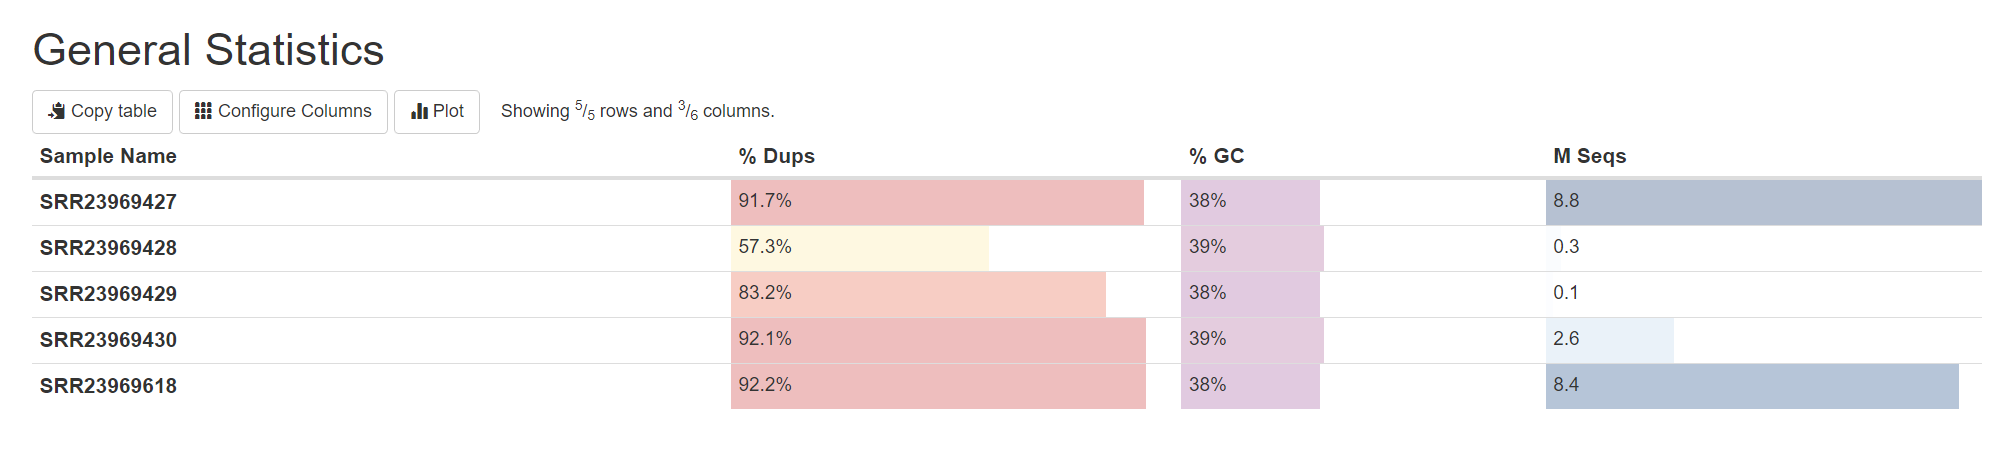 General Statistics
Copy table Configure Columns Plot Showing 5/5 rows and 3/6 columns.
Sample Name % Dups % GC M Seqs
SRR23969427 91.7% 38% 8.8
SRR23969428 57.3% 39% 0.3
SRR23969429 83.2% 38% 0.1
SRR23969430 92.1% 39% 2.6
SRR23969618 92.2% 38% 8.4